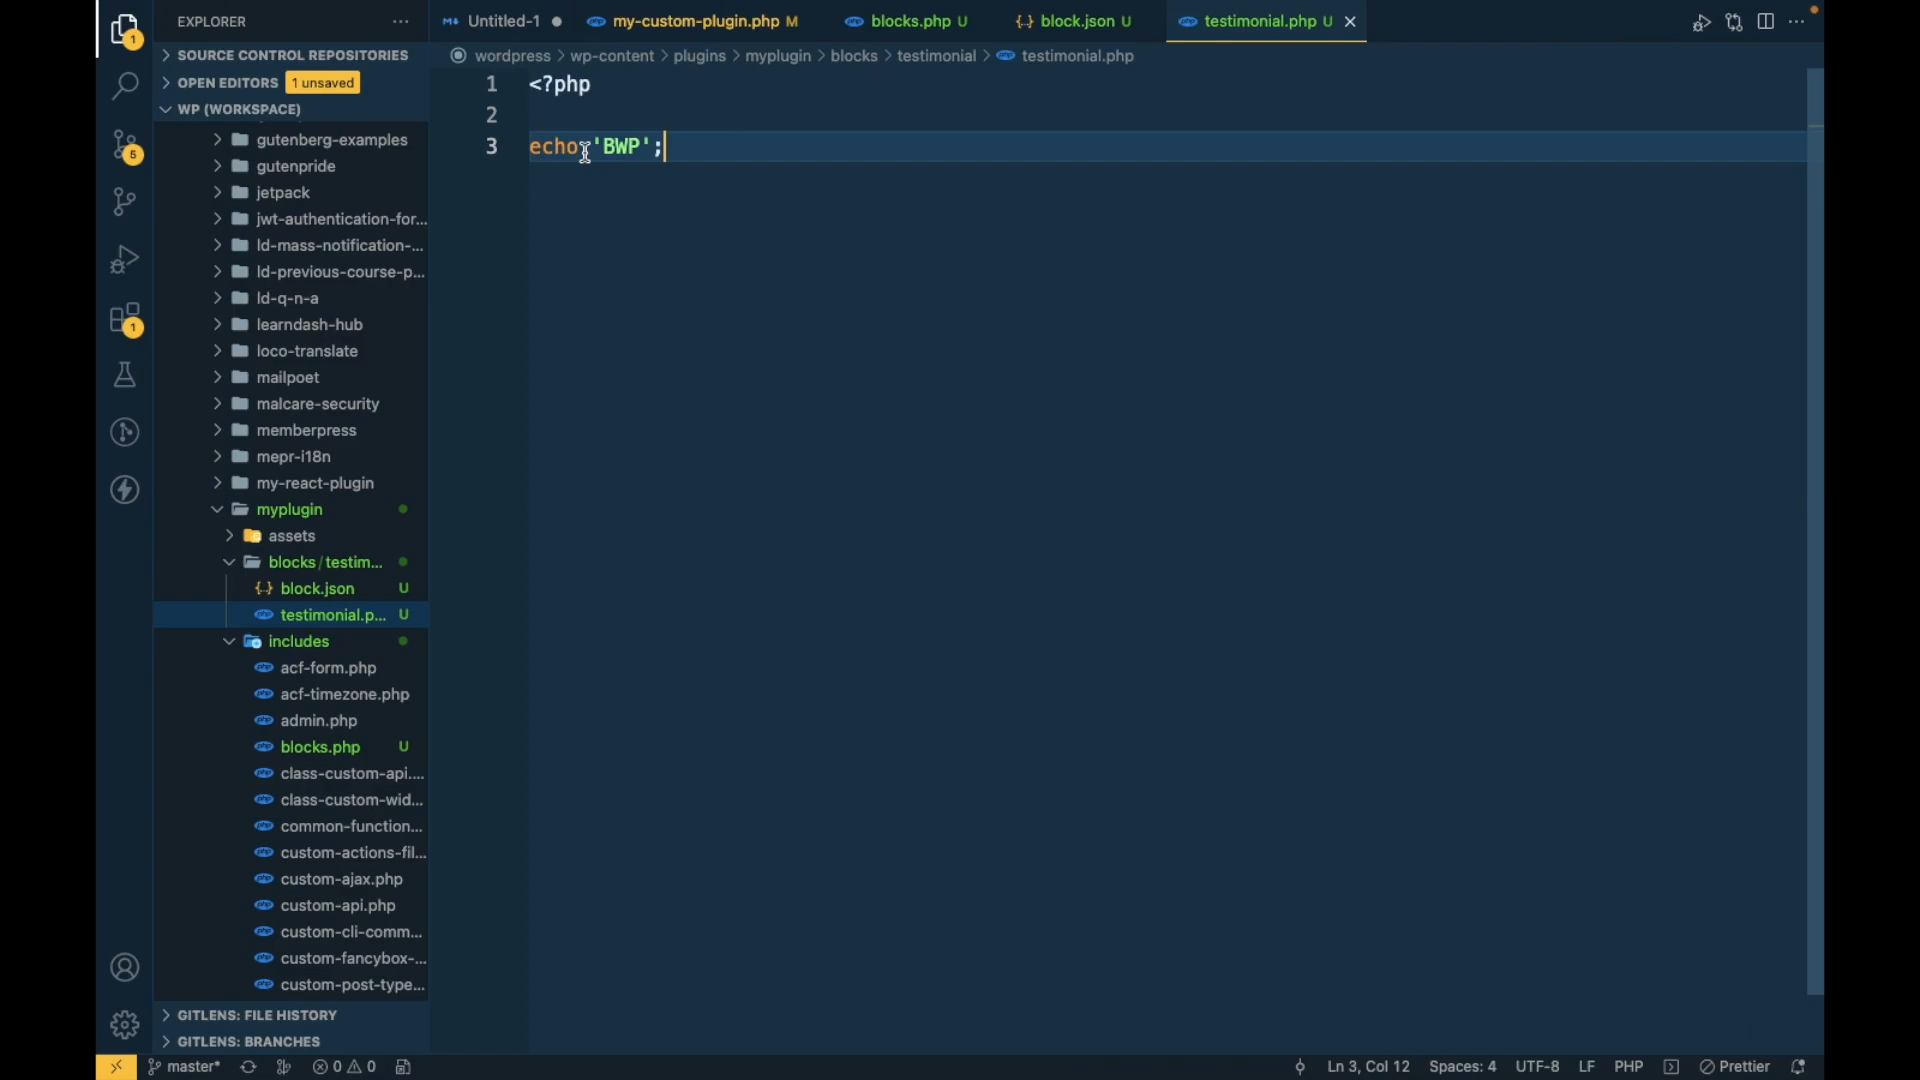 EXPLORER
Untitled-1
my-custom-plugin.php M
blocks.php U
block.json U
testimonial.php U
SOURCE CONTROL REPOSITORIES
OPEN EDITORS 1 unsaved
WP (WORKSPACE)
wordpress > wp-content > plugins > myplugin > blocks > testimonial > testimonial.php
1 <?php
2
3 echo 'BWP';
gutenberg-examples
gutenpride
jetpack
jwt-authentication-for...
ld-mass-notification-...
ld-previous-course-p...
ld-q-n-a
learndash-hub
loco-translate
mailpoet
malcare-security
memberpress
mepr-i18n
my-react-plugin
myplugin
assets
blocks / testim...
block.json U
testimonial.p... U
includes
acf-form.php
acf-timezone.php
admin.php
blocks.php U
class-custom-api....
class-custom-wid...
common-function...
custom-actions-fil...
custom-ajax.php
custom-api.php
custom-cli-comm...
custom-fancybox-...
custom-post-type...
GITLENS: FILE HISTORY
GITLENS: BRANCHES
1
5
1
master*
0 0
Ln 3, Col 12
Spaces: 4
UTF-8
LF
PHP
Prettier